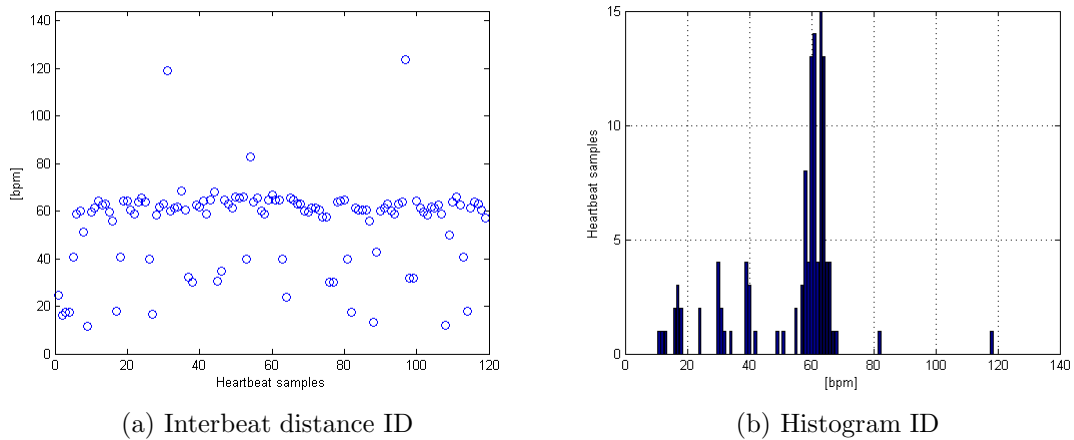 140
120
100
80
60
40
20
0
[bpm]
0 20 40 60 80 100 120
Heartbeat samples
(a) Interbeat distance ID
15
10
5
0
Heartbeat samples
0 20 40 60 80 100 120 140
[bpm]
(b) Histogram ID